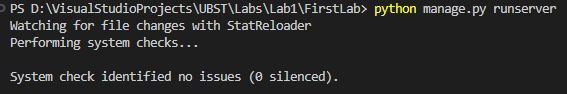 PS D:\VisualStudioProjects\UBST\Labs\Lab1\FirstLab> python manage.py runserver
Watching for file changes with StatReloader
Performing system checks...

System check identified no issues (0 silenced).